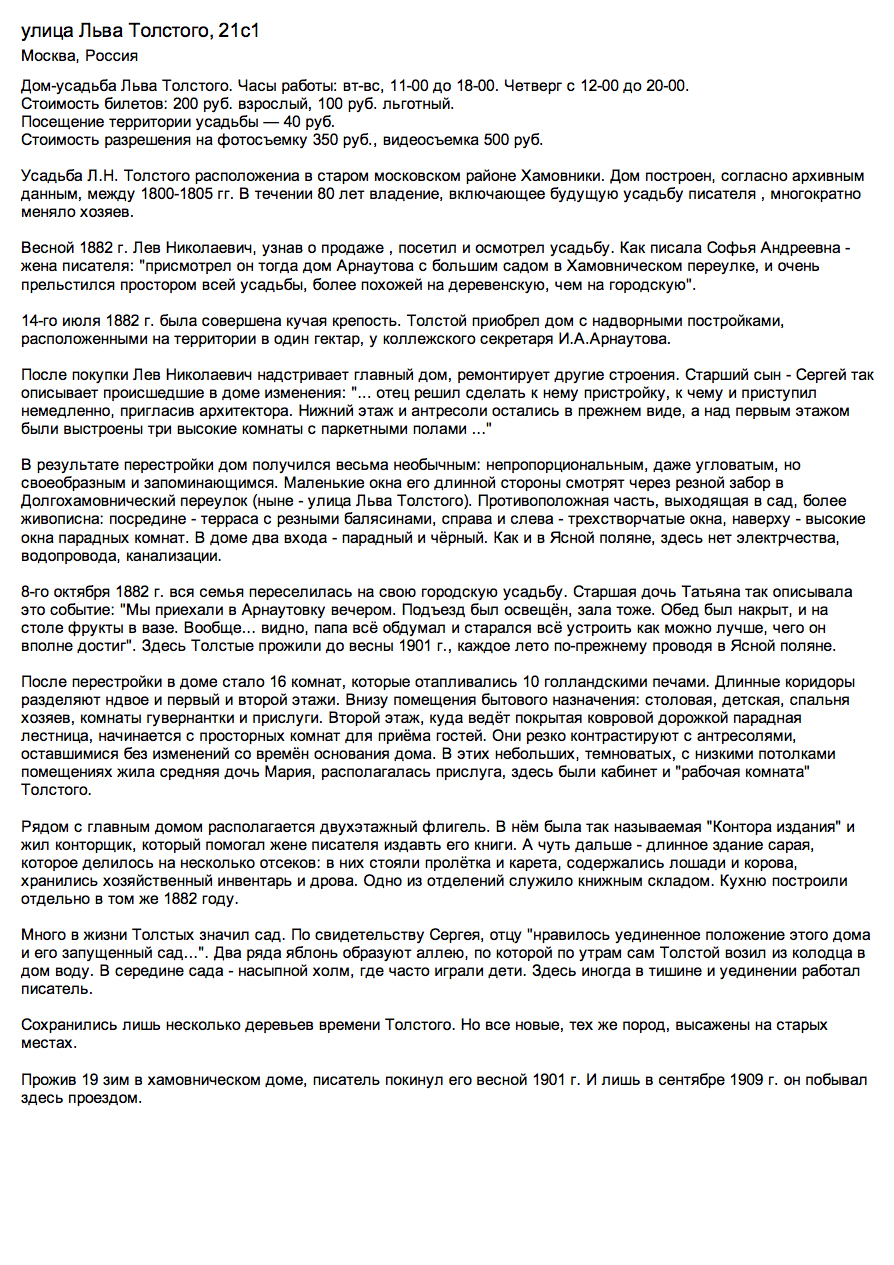 улица Льва Толстого, 21с1
Москва, Россия
Дом-усадьба Льва Толстого. Часы работы: вт-вс, 11-00 до 18-00. Четверг с 12-00 до 20-00.
Стоимость билетов: 200 руб. взрослый, 100 руб. льготный.
Посещение территории усадьбы — 40 руб.
Стоимость разрешения на фотосъемку 350 руб., видеосъемка 500 руб.
Усадьба Л.Н. Толстого расположениа в старом московском районе Хамовники. Дом построен, согласно архивным
данным, между 1800-1805 гг. В течении 80 лет владение, включающее будущую усадьбу писателя , многократно
меняло хозяев.
Весной 1882 г. Лев Николаевич, узнав о продаже , посетил и осмотрел усадьбу. Как писала Софья Андреевна -
жена писателя: "присмотрел он тогда дом Арнаутова с большим садом в Хамовническом переулке, и очень
прельстился простором всей усадьбы, более похожей на деревенскую, чем на городскую".
14-го июля 1882 г. была совершена кучая крепость. Толстой приобрел дом с надворными постройками,
расположенными на территории в один гектар, у коллежского секретаря И.А.Арнаутова.
После покупки Лев Николаевич надстривает главный дом, ремонтирует другие строения. Старший сын - Сергей так
описывает происшедшие в доме изменения: "... отец решил сделать к нему пристройку, к чему и приступил
немедленно, пригласив архитектора. Нижний этаж и антресоли остались в прежнем виде, а над первым этажом
были выстроены три высокие комнаты с паркетными полами ..."
В результате перестройки дом получился весьма необычным: непропорциональным, даже угловатым, но
своеобразным и запоминающимся. Маленькие окна его длинной стороны смотрят через резной забор в
Долгохамовнический переулок (ныне - улица Льва Толстого). Противоположная часть, выходящая в сад, более
живописна: посредине - терраса с резными балясинами, справа и слева - трехстворчатые окна, наверху - высокие
окна парадных комнат. В доме два входа - парадный и чёрный. Как и в Ясной поляне, здесь нет электрчества,
водопровода, канализации.
8-го октября 1882 г. вся семья переселилась на свою городскую усадьбу. Старшая дочь Татьяна так описывала
это событие: "Мы приехали в Арнаутовку вечером. Подъезд был освещён, зала тоже. Обед был накрыт, и на
столе фрукты в вазе. Вообще... видно, папа всё обдумал и старался всё устроить как можно лучше, чего он
вполне достиг". Здесь Толстые прожили до весны 1901 г., каждое лето по-прежнему проводя в Ясной поляне.
После перестройки в доме стало 16 комнат, которые отапливались 10 голландскими печами. Длинные коридоры
разделяют ндвое и первый и второй этажи. Внизу помещения бытового назначения: столовая, детская, спальня
хозяев, комнаты гувернантки и прислуги. Второй этаж, куда ведёт покрытая ковровой дорожкой парадная
лестница, начинается с просторных комнат для приёма гостей. Они резко контрастируют с антресолями,
оставшимися без изменений со времён основания дома. В этих небольших, темноватых, с низкими потолками
помещениях жила средняя дочь Мария, располагалась прислуга, здесь были кабинет и "рабочая комната"
Толстого.
Рядом с главным домом располагается двухэтажный флигель. В нём была так называемая "Контора издания" и
жил конторщик, который помогал жене писателя издавть его книги. А чуть дальше - длинное здание сарая,
которое делилось на несколько отсеков: в них стояли пролётка и карета, содержались лошади и корова,
хранились хозяйственный инвентарь и дрова. Одно из отделений служило книжным складом. Кухню построили
отдельно в том же 1882 году.
Много в жизни Толстых значил сад. По свидетельству Сергея, отцу "нравилось уединенное положение этого дома
и его запущенный сад...". Два ряда яблонь образуют аллею, по которой по утрам сам Толстой возил из колодца в
дом воду. В середине сада - насыпной холм, где часто играли дети. Здесь иногда в тишине и уединении работал
писатель.
Сохранились лишь несколько деревьев времени Толстого. Но все новые, тех же пород, высажены на старых
местах.
Прожив 19 зим в хамовническом доме, писатель покинул его весной 1901 г. И лишь в сентябре 1909 г. он побывал
здесь проездом.